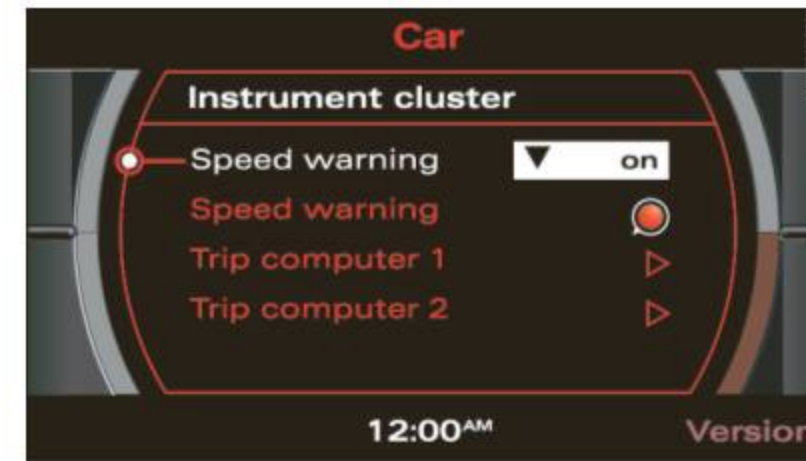 Car
Instrument cluster
Speed warning on
Speed warning
Trip computer 1
Trip computer 2
12:00AM Version